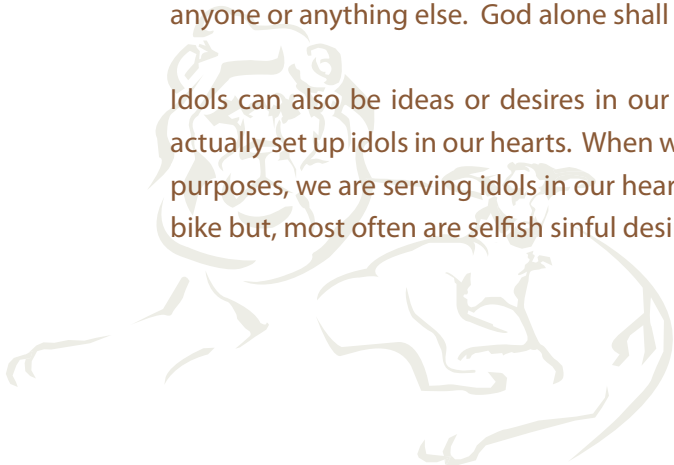 anyone or anything else. God alone shall
Idols can also be ideas or desires in our
actually set up idols in our hearts. When w
purposes, we are serving idols in our hear
bike but, most often are selfish sinful desi